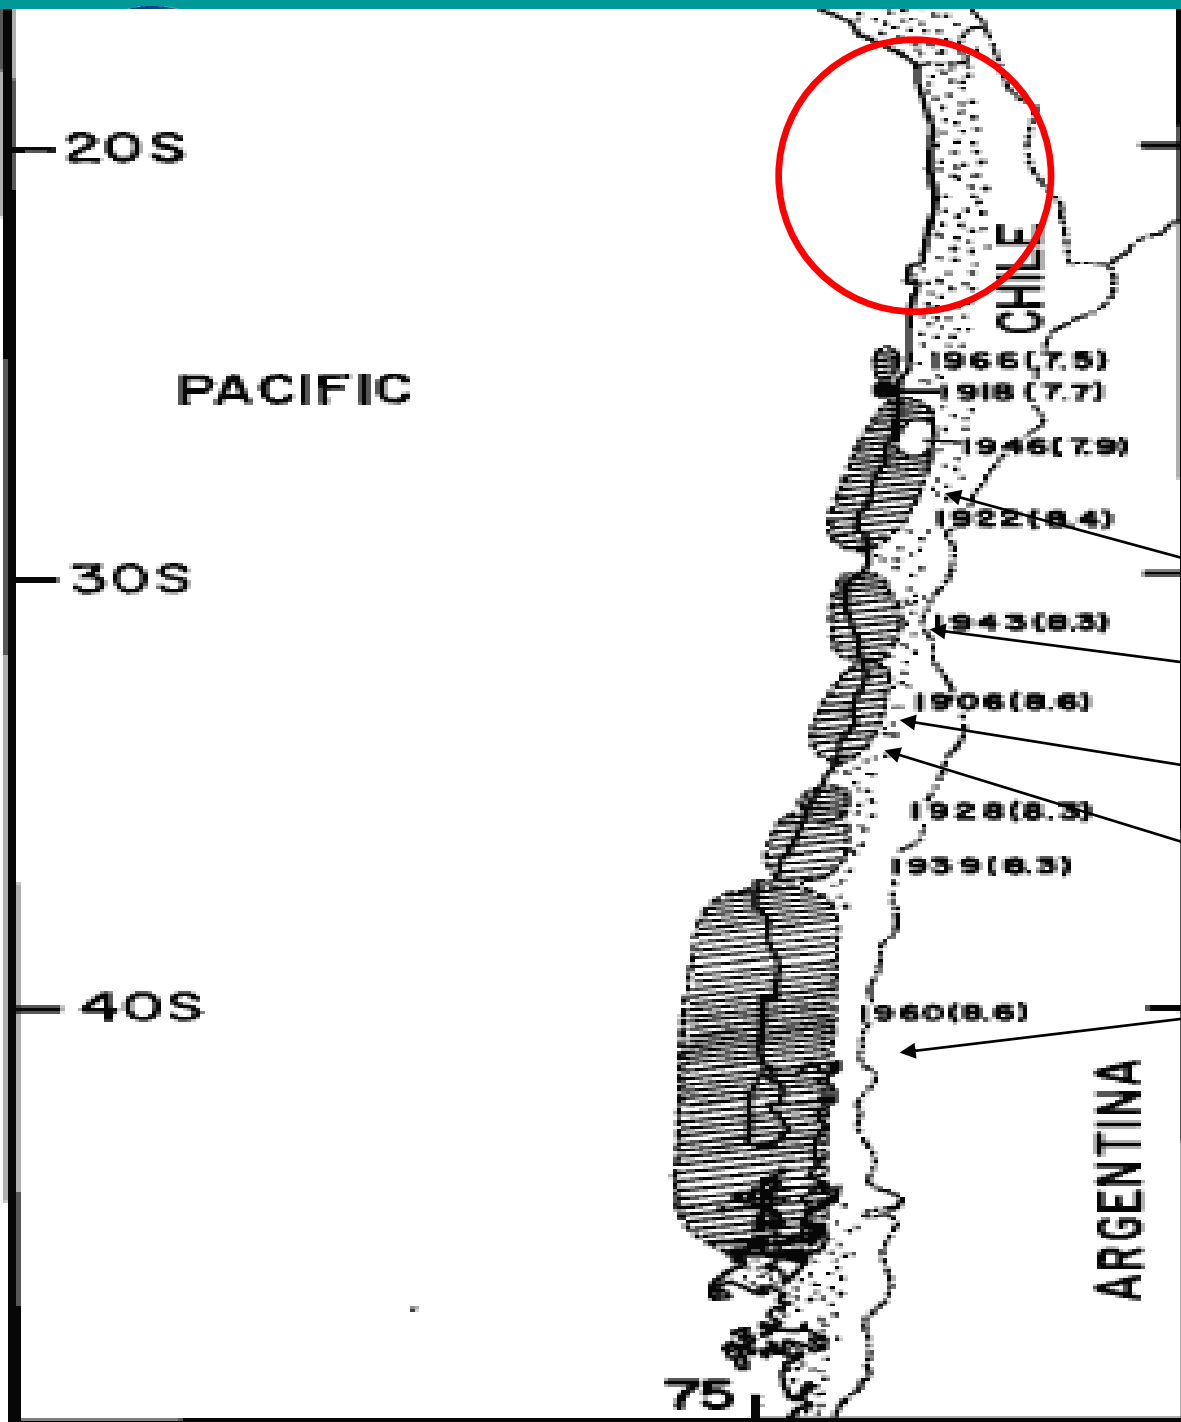 20S
CHILE
1966(7.5)
PACIFIC
1918(7.7)
1946(7.9)
1922(8.4)
30S
1943(8.3)
1906(8.6)
1928(8.3)
1939(8.3)
40S
1960(8.6)
ARGENTINA
75